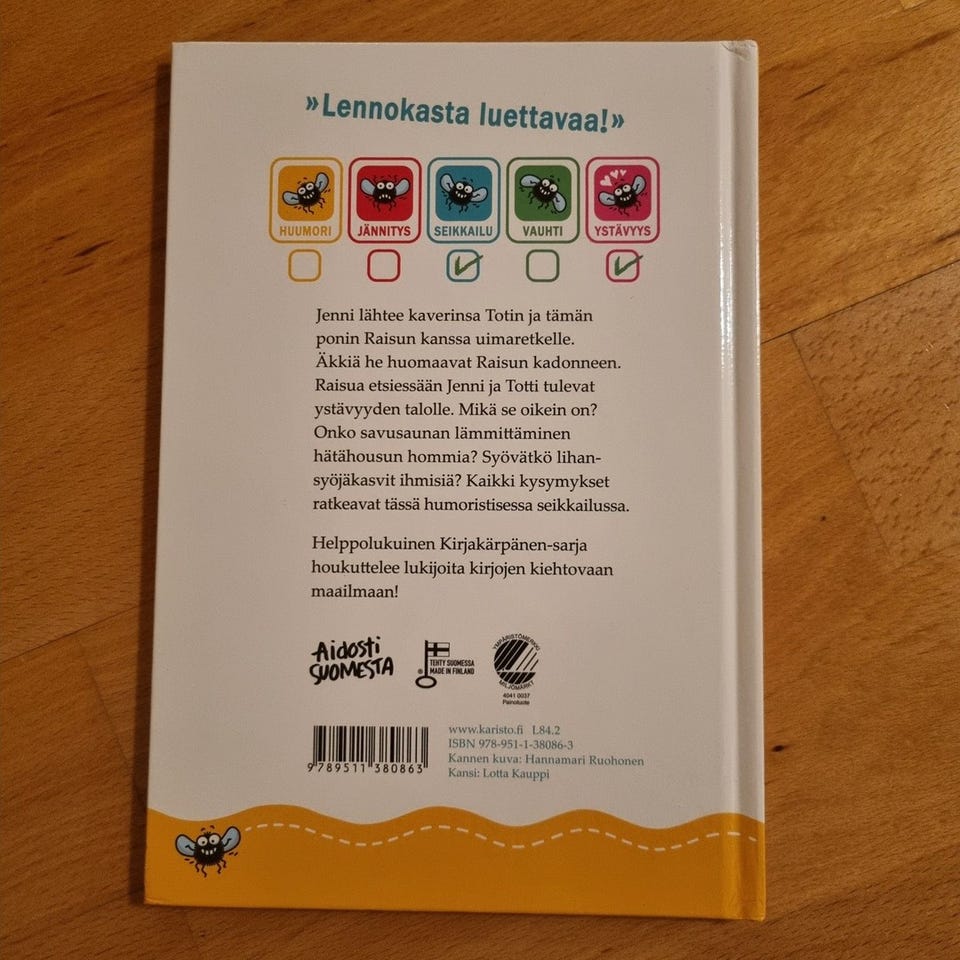 »Lennokasta luettavaa!»
HUUMORI JÄNNITYS SEIKKAILU VAUHTI YSTÄVYYS
Jenni lähtee kaverinsa Totin ja tämän
ponin Raisun kanssa uimaretkelle.
Äkkiä he huomaavat Raisun kadonneen.
Raisua etsiessään Jenni ja Totti tulevat
ystävyyden talolle. Mikä se oikein on?
Onko savusaunan lämmittäminen
hätähousun hommia? Syövätkö lihan-
syöjäkasvit ihmisiä? Kaikki kysymykset
ratkeavat tässä humoristisessa seikkailussa.
Helppolukuinen Kirjakärpänen-sarja
houkuttelee lukijoita kirjojen kiehtovaan
maailmaan!
Aidosti
SUOMESTA
TEHTY SUOMESSA
MADE IN FINLAND
YMPÄRISTÖMERKKI
MILJÖMÄRKT
4041 0037
Painotuote
www.karisto.fi L84.2
ISBN 978-951-1-38086-3
Kannen kuva: Hannamari Ruohonen
Kansi: Lotta Kauppi
9 789511 380863